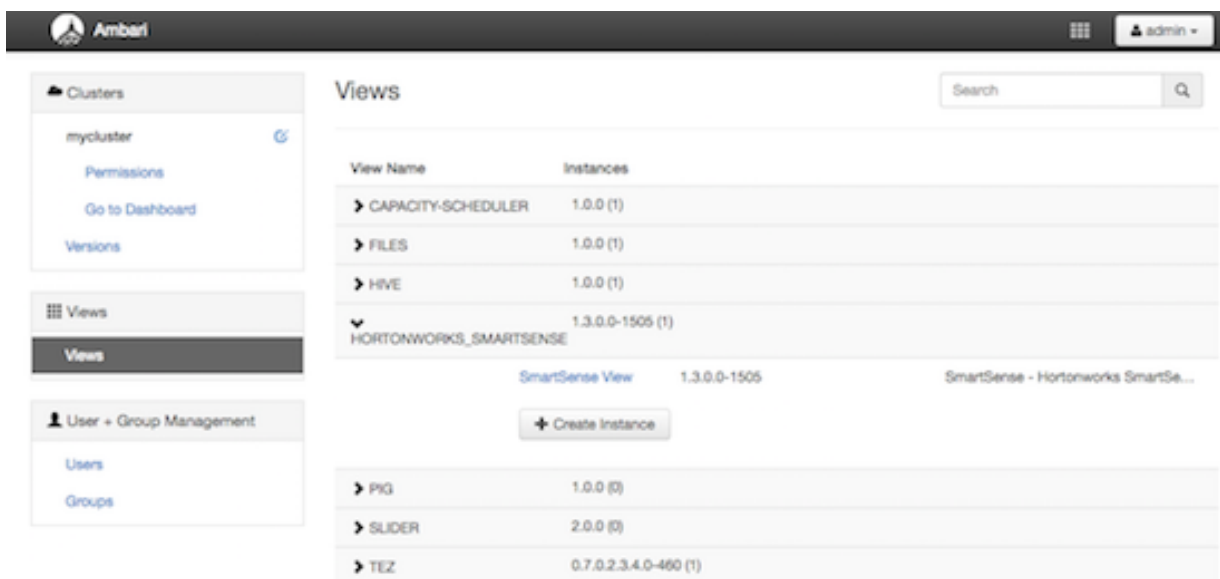 Ambari
admin
Clusters
mycluster
Permissions
Go to Dashboard
Versions
Views
Views
User + Group Management
Users
Groups
Views
Search
View Name Instances
CAPACITY-SCHEDULER 1.0.0 (1)
FILES 1.0.0 (1)
HIVE 1.0.0 (1)
HORTONWORKS_SMARTSENSE 1.3.0.0-1505 (1)
SmartSense View 1.3.0.0-1505 SmartSense - Hortonworks SmartSe...
Create Instance
PIG 1.0.0 (0)
SLIDER 2.0.0 (0)
TEZ 0.7.0.2.3.4.0-460 (1)